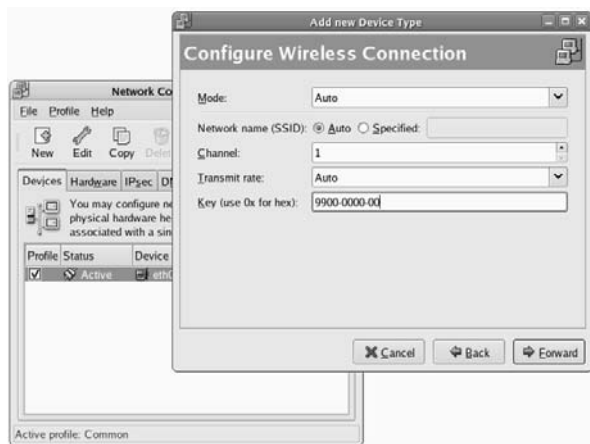 Add new Device Type
Configure Wireless Connection
Mode: Auto
Network name (SSID): Auto Specified:
Channel: 1
Transmit rate: Auto
Key (use 0x for hex): 9900-0000-00
Cancel Back Forward
Network Co
File Profile Help
New Edit Copy Delet
Devices Hardware IPsec D
You may configure ne
physical hardware he
associated with a sin
Profile Status Device
Active eth0
Active profile: Common